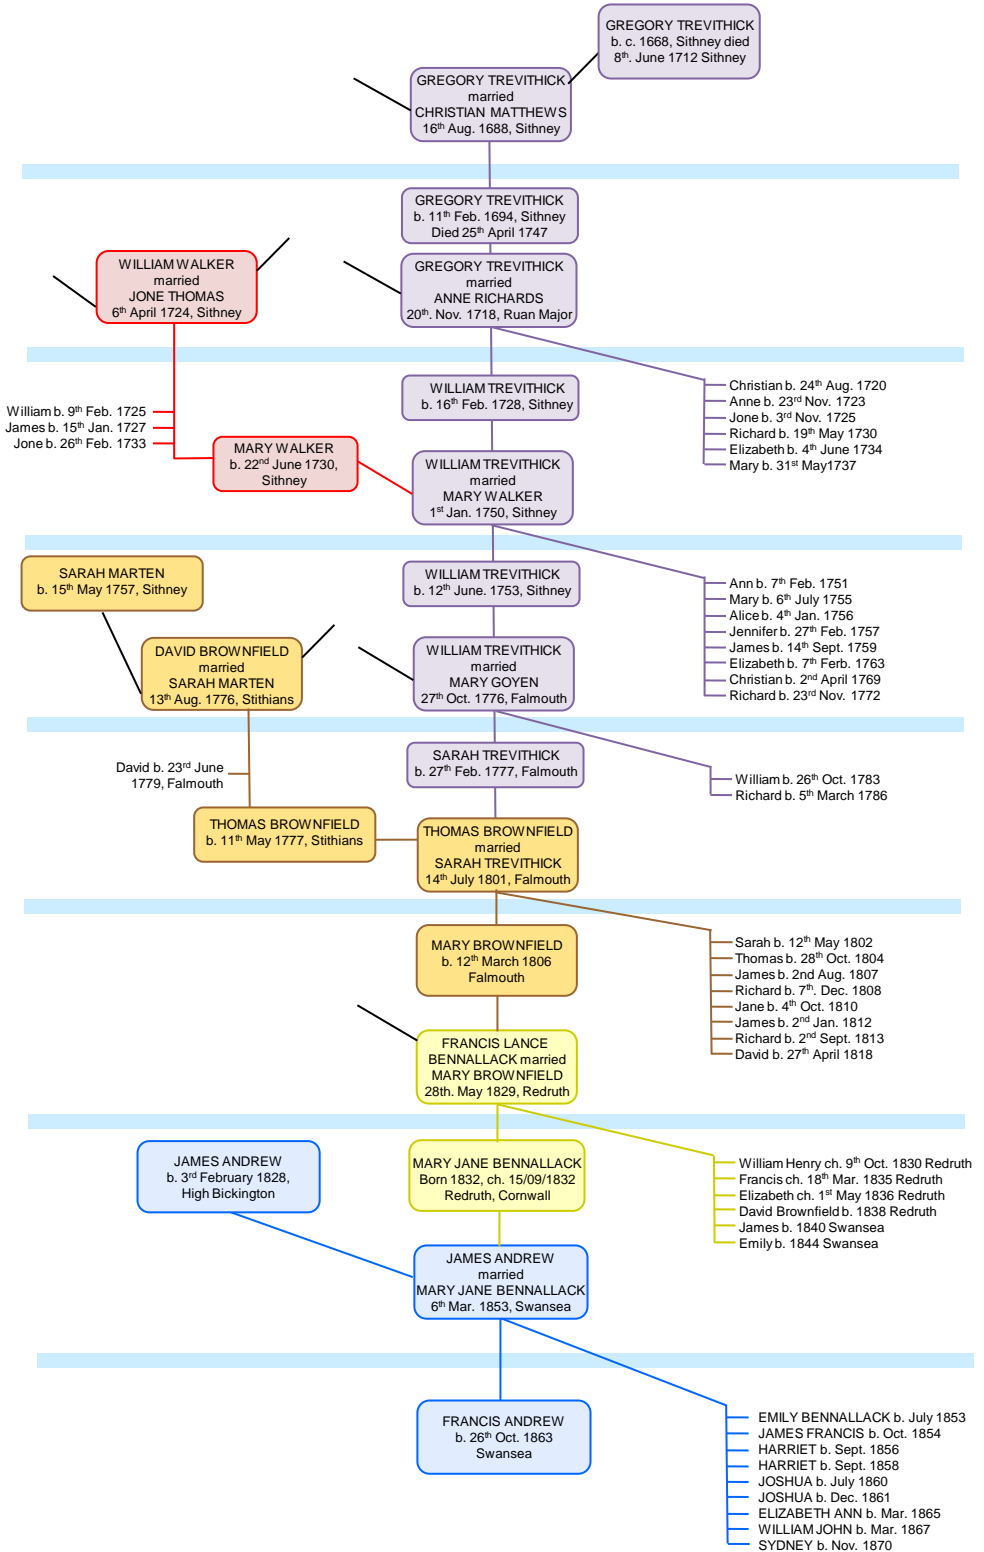 GREGORY TREVITHICK
b. c. 1668, Sithney died
8th. June 1712 Sithney
GREGORY TREVITHICK
married
CHRISTIAN MATTHEWS
16th Aug. 1688, Sithney
GREGORY TREVITHICK
b. 11th Feb. 1694, Sithney
Died 25th April 1747
WILLIAM WALKER
married
JONE THOMAS
6th April 1724, Sithney
GREGORY TREVITHICK
married
ANNE RICHARDS
20th. Nov. 1718, Ruan Major
WILLIAM TREVITHICK
b. 16th Feb. 1728, Sithney
Christian b. 24th Aug. 1720
Anne b. 23rd Nov. 1723
Jone b. 3rd Nov. 1725
Richard b. 19th May 1730
Elizabeth b. 4th June 1734
Mary b. 31st May1737
William b. 9th Feb. 1725
James b. 15th Jan. 1727
Jone b. 26th Feb. 1733
MARY WALKER
b. 22nd June 1730,
Sithney
WILLIAM TREVITHICK
married
MARY WALKER
1st Jan. 1750, Sithney
SARAH MARTEN
b. 15th May 1757, Sithney
WILLIAM TREVITHICK
b. 12th June. 1753, Sithney
Ann b. 7th Feb. 1751
Mary b. 6th July 1755
Alice b. 4th Jan. 1756
Jennifer b. 27th Feb. 1757
James b. 14th Sept. 1759
Elizabeth b. 7th Ferb. 1763
Christian b. 2nd April 1769
Richard b. 23rd Nov. 1772
DAVID BROWNFIELD
married
SARAH MARTEN
13th Aug. 1776, Stithians
WILLIAM TREVITHICK
married
MARY GOYEN
27th Oct. 1776, Falmouth
SARAH TREVITHICK
b. 27th Feb. 1777, Falmouth
William b. 26th Oct. 1783
Richard b. 5th March 1786
David b. 23rd June
1779, Falmouth
THOMAS BROWNFIELD
b. 11th May 1777, Stithians
THOMAS BROWNFIELD
married
SARAH TREVITHICK
14th July 1801, Falmouth
MARY BROWNFIELD
b. 12th March 1806
Falmouth
Sarah b. 12th May 1802
Thomas b. 28th Oct. 1804
James b. 2nd Aug. 1807
Richard b. 7th. Dec. 1808
Jane b. 4th Oct. 1810
James b. 2nd Jan. 1812
Richard b. 2nd Sept. 1813
David b. 27th April 1818
FRANCIS LANCE
BENNALLACK married
MARY BROWNFIELD
28th. May 1829, Redruth
JAMES ANDREW
b. 3rd February 1828,
High Bickington
MARY JANE BENNALLACK
Born 1832, ch. 15/09/1832
Redruth, Cornwall
William Henry ch. 9th Oct. 1830 Redruth
Francis ch. 18th Mar. 1835 Redruth
Elizabeth ch. 1st May 1836 Redruth
David Brownfield b. 1838 Redruth
James b. 1840 Swansea
Emily b. 1844 Swansea
JAMES ANDREW
married
MARY JANE BENNALLACK
6th Mar. 1853, Swansea
FRANCIS ANDREW
b. 26th Oct. 1863
Swansea
EMILY BENNALLACK b. July 1853
JAMES FRANCIS b. Oct. 1854
HARRIET b. Sept. 1856
HARRIET b. Sept. 1858
JOSHUA b. July 1860
JOSHUA b. Dec. 1861
ELIZABETH ANN b. Mar. 1865
WILLIAM JOHN b. Mar. 1867
SYDNEY b. Nov. 1870